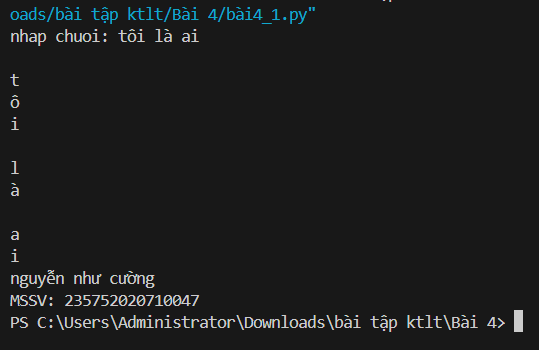 oads/bài tập ktlt/Bài 4/bài4_1.py"
nhap chuoi: tôi là ai
t
ô
i
l
à
a
i
nguyễn như cường
MSSV: 235752020710047
PS C:\Users\Administrator\Downloads\bài tập ktlt\Bài 4>